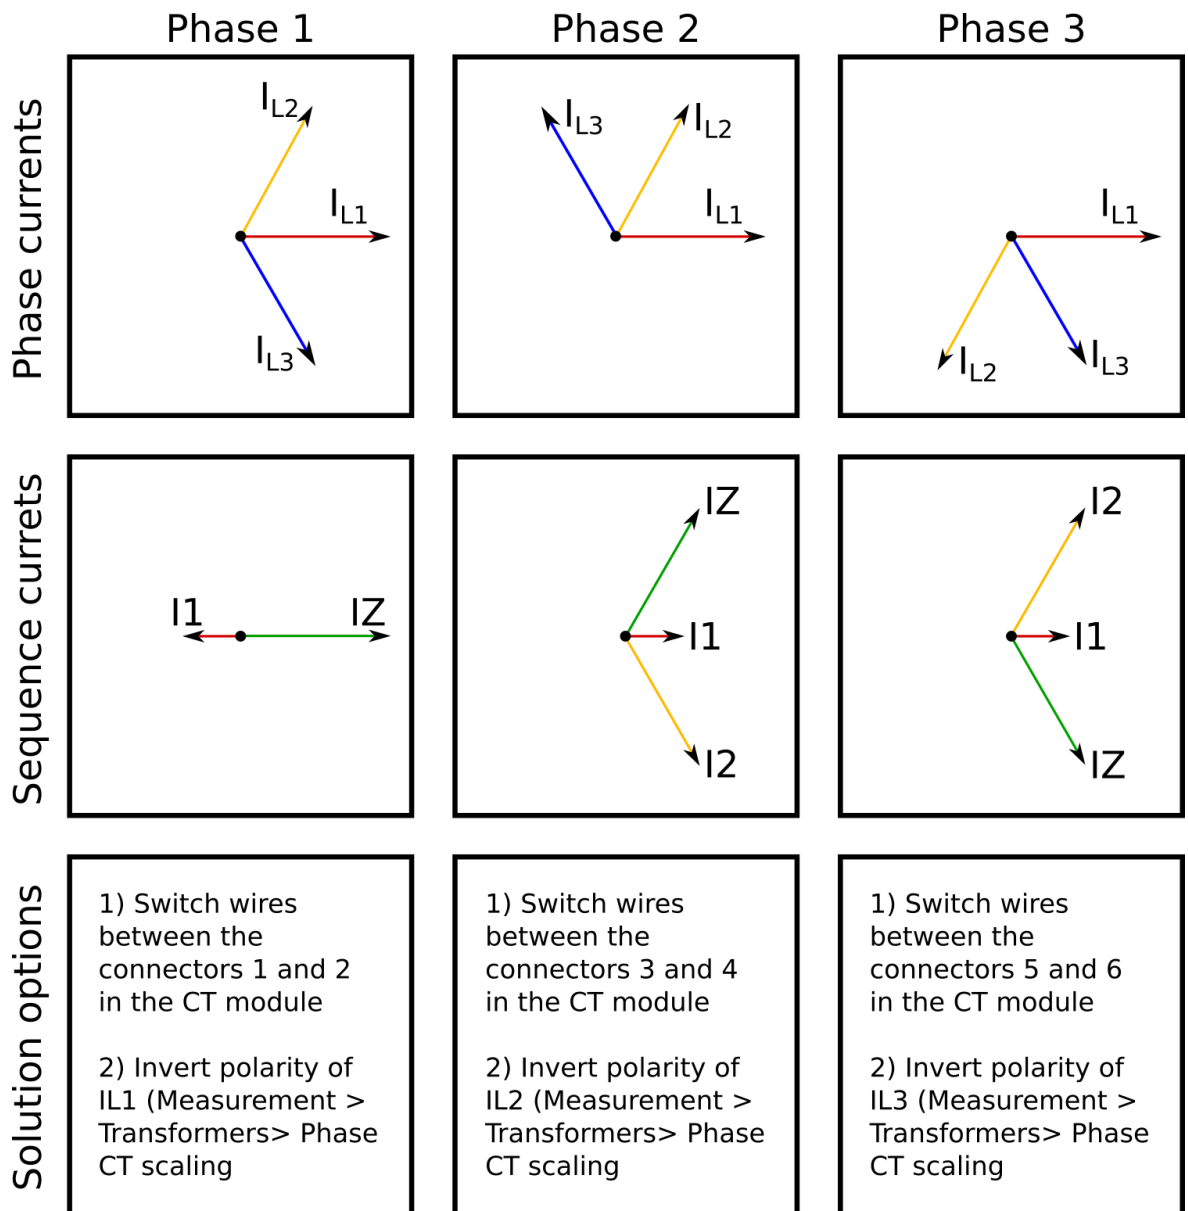 Phase 1
Phase 2
Phase 3
Phase currents
IL2
IL1
IL3
IL3
IL2
IL1
IL1
IL2
IL3
Sequence currets
I1
IZ
IZ
I1
I2
I2
I1
IZ
Solution options
1) Switch wires
between the
connectors 1 and 2
in the CT module
2) Invert polarity of
IL1 (Measurement >
Transformers> Phase
CT scaling
1) Switch wires
between the
connectors 3 and 4
in the CT module
2) Invert polarity of
IL2 (Measurement >
Transformers> Phase
CT scaling
1) Switch wires
between the
connectors 5 and 6
in the CT module
2) Invert polarity of
IL3 (Measurement >
Transformers> Phase
CT scaling